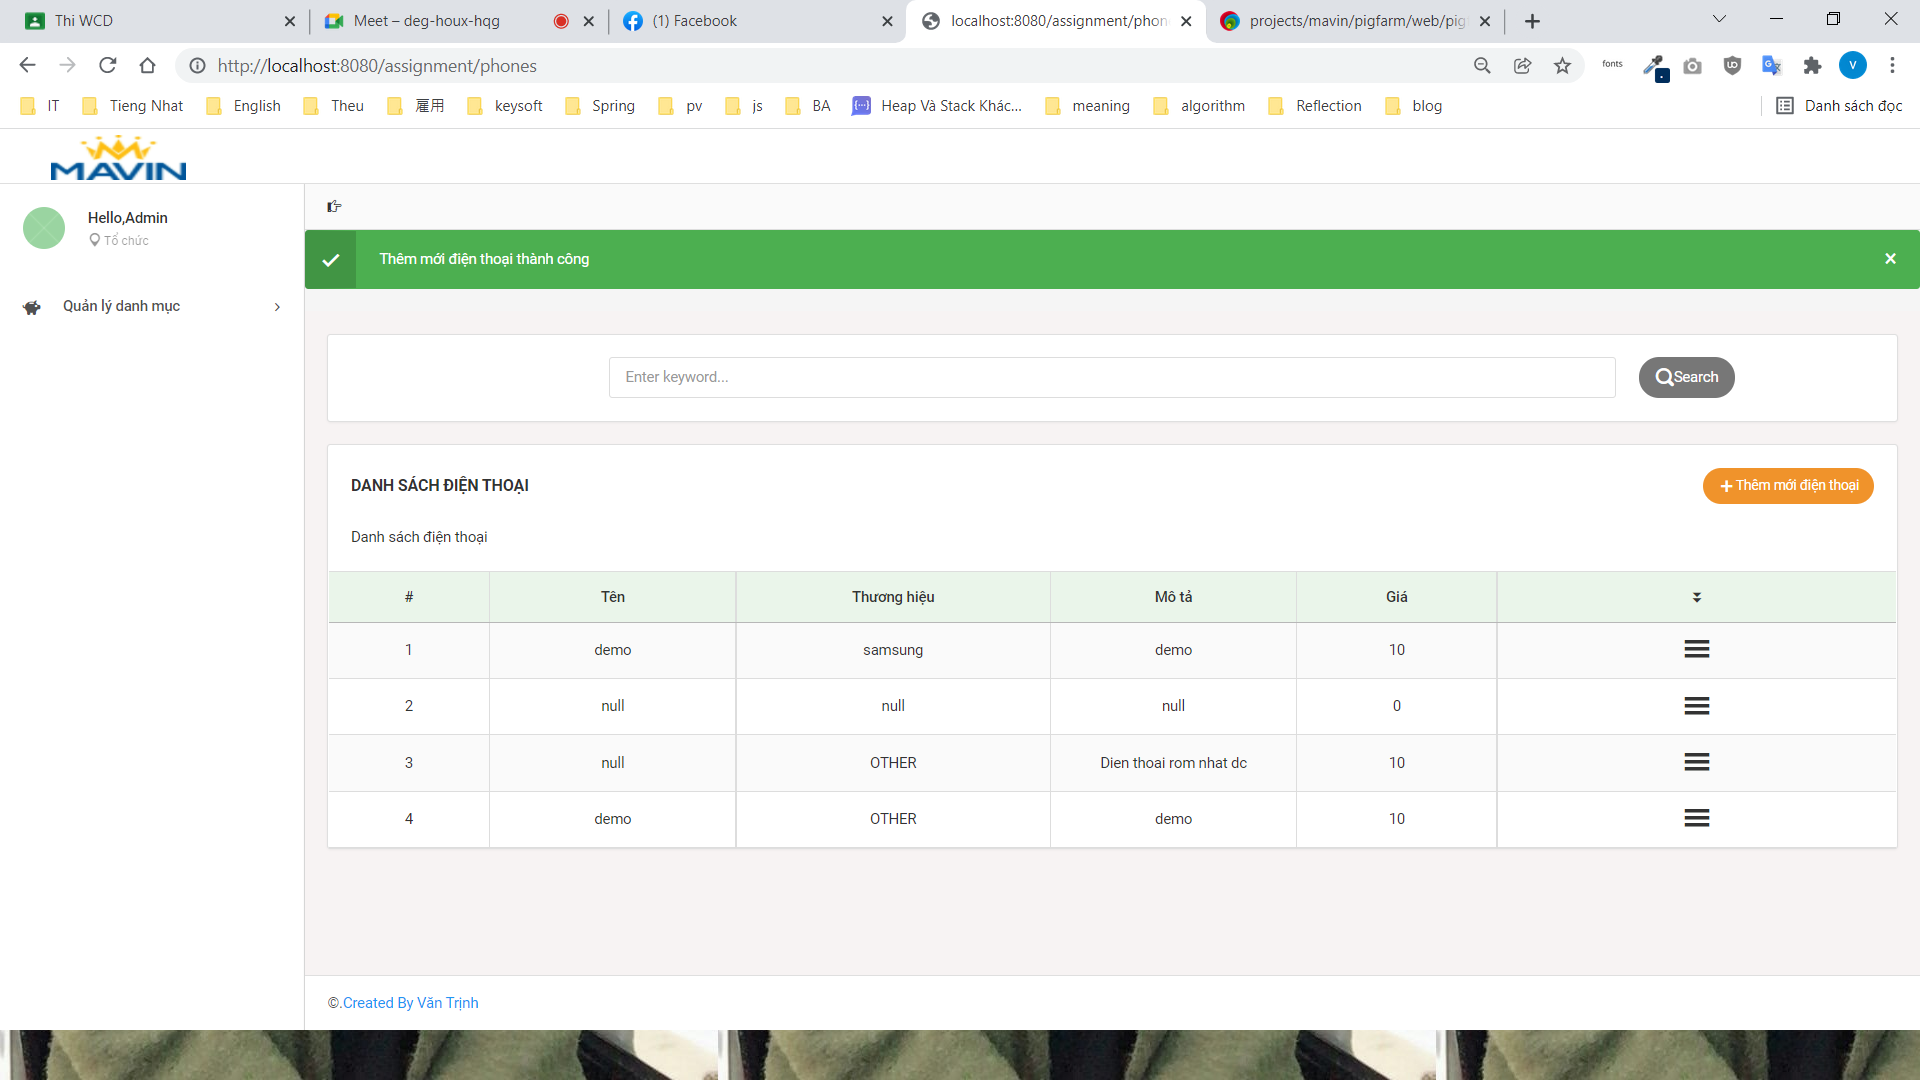 Thi WCD
Meet – deg-houx-hqg
(1) Facebook
localhost:8080/assignment/phon
projects/mavin/pigfarm/web/pig
http://localhost:8080/assignment/phones
fonts
V
IT
Tieng Nhat
English
Theu
雇用
keysoft
Spring
pv
js
BA
Heap Và Stack Khác...
meaning
algorithm
Reflection
blog
Danh sách đọc
MAVIN
Hello,Admin
Tổ chức
Quản lý danh mục
Thêm mới điện thoại thành công
Enter keyword...
Search
DANH SÁCH ĐIỆN THOẠI
Thêm mới điện thoại
Danh sách điện thoại
# Tên Thương hiệu Mô tả Giá
1 demo samsung demo 10
2 null null null 0
3 null OTHER Dien thoai rom nhat dc 10
4 demo OTHER demo 10
©.Created By Văn Trịnh